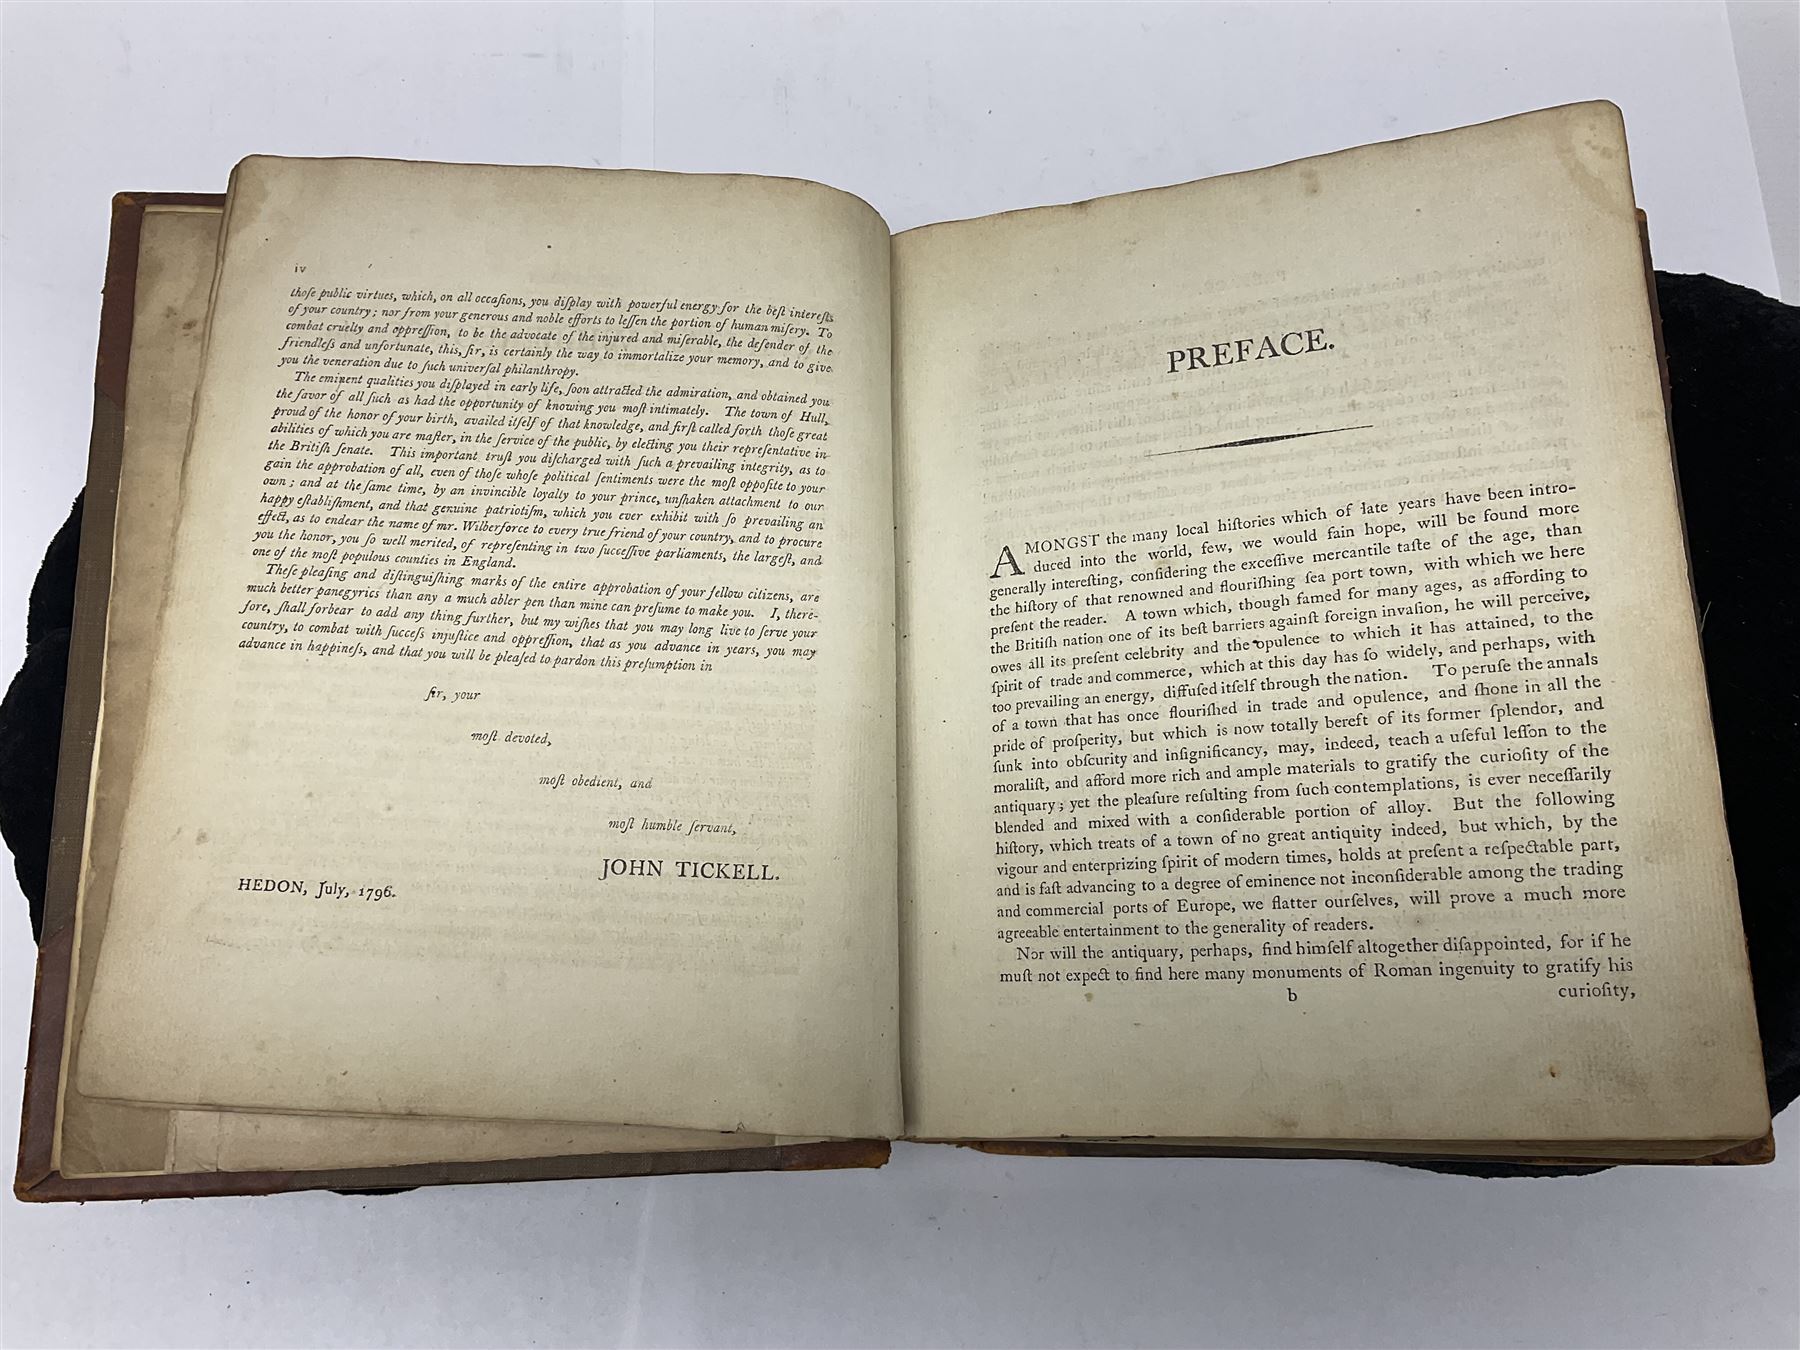 iv
thoſe public virtues, which, on all occaſions, you diſplay with powerful energy for the beſt intereſts
of your country; nor from your generous and noble efforts to leſſen the portion of human miſery. To
combat cruelty and oppreſſion, to be the advocate of the injured and miſerable, the defender of the
friendleſs and unfortunate, this, ſir, is certainly the way to immortalize your memory, and to give
you the veneration due to ſuch univerſal philanthropy.
The eminent qualities you diſplayed in early life, ſoon attracted the admiration, and obtained you
the favor of all ſuch as had the opportunity of knowing you moſt intimately. The town of Hull,
proud of the honor of your birth, availed itſelf of that knowledge, and firſt called forth thoſe great
abilities of which you are maſter, in the ſervice of the public, by electing you their repreſentative in
the Britiſh ſenate. This important truſt you diſcharged with ſuch a prevailing integrity, as to
gain the approbation of all, even of thoſe whoſe political ſentiments were the moſt oppoſite to your
own; and at the ſame time, by an invincible loyalty to your prince, unſhaken attachment to our
happy eſtabliſhment, and that genuine patriotiſm, which you ever exhibit with ſo prevailing an
effect, as to endear the name of mr. Wilberforce to every true friend of your country, and to procure
you the honor, you ſo well merited, of repreſenting in two ſucceſſive parliaments, the largeſt, and
one of the moſt populous counties in England.
Theſe pleaſing and diſtinguiſhing marks of the entire approbation of your fellow citizens, are
much better panegyrics than any a much abler pen than mine can preſume to make you. I, there-
fore, ſhall forbear to add any thing further, but my wiſhes that you may long live to ſerve your
country, to combat with ſucceſs injuſtice and oppreſſion, that as you advance in years, you may
advance in happineſs, and that you will be pleaſed to pardon this preſumption in
ſir, your
moſt devoted,
moſt obedient, and
moſt humble ſervant,
JOHN TICKELL.
HEDON, July, 1796.
PREFACE.
AMONGST the many local hiſtories which of late years have been intro-
duced into the world, few, we would fain hope, will be found more
generally intereſting, conſidering the exceſſive mercantile taſte of the age, than
the hiſtory of that renowned and flouriſhing ſea port town, with which we here
preſent the reader. A town which, though famed for many ages, as affording to
the Britiſh nation one of its beſt barriers againſt foreign invaſion, he will perceive,
owes all its preſent celebrity and the opulence to which it has attained, to the
ſpirit of trade and commerce, which at this day has ſo widely, and perhaps, with
too prevailing an energy, diffuſed itſelf through the nation. To peruſe the annals
of a town that has once flouriſhed in trade and opulence, and ſhone in all the
pride of proſperity, but which is now totally bereft of its former ſplendor, and
ſunk into obſcurity and inſignificancy, may, indeed, teach a uſeful leſſon to the
moraliſt, and afford more rich and ample materials to gratify the curioſity of the
antiquary; yet the pleaſure reſulting from ſuch contemplations, is ever neceſſarily
blended and mixed with a conſiderable portion of alloy. But the following
hiſtory, which treats of a town of no great antiquity indeed, but which, by the
vigour and enterprizing ſpirit of modern times, holds at preſent a reſpectable part,
and is faſt advancing to a degree of eminence not inconſiderable among the trading
and commercial ports of Europe, we flatter ourſelves, will prove a much more
agreeable entertainment to the generality of readers.
Nor will the antiquary, perhaps, find himſelf altogether diſappointed, for if he
muſt not expect to find here many monuments of Roman ingenuity to gratify his
b curioſity,